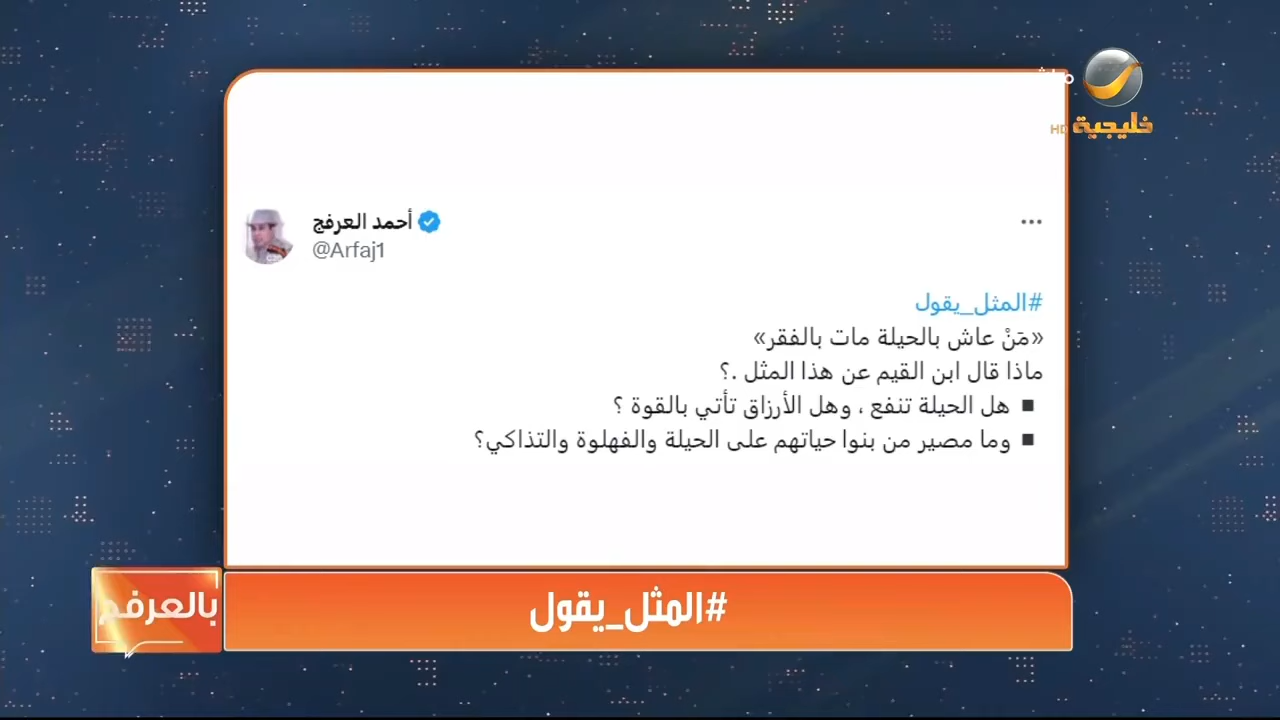 خليجية HD
أحمد العرفج
@Arfaj1
#المثل_يقول
«مَنْ عاش بالحيلة مات بالفقر»
ماذا قال ابن القيم عن هذا المثل .؟
■ هل الحيلة تنفع ، وهل الأرزاق تأتي بالقوة ؟
■ وما مصير من بنوا حياتهم على الحيلة والفهلوة والتذاكي؟
#المثل_يقول
بالعرفج